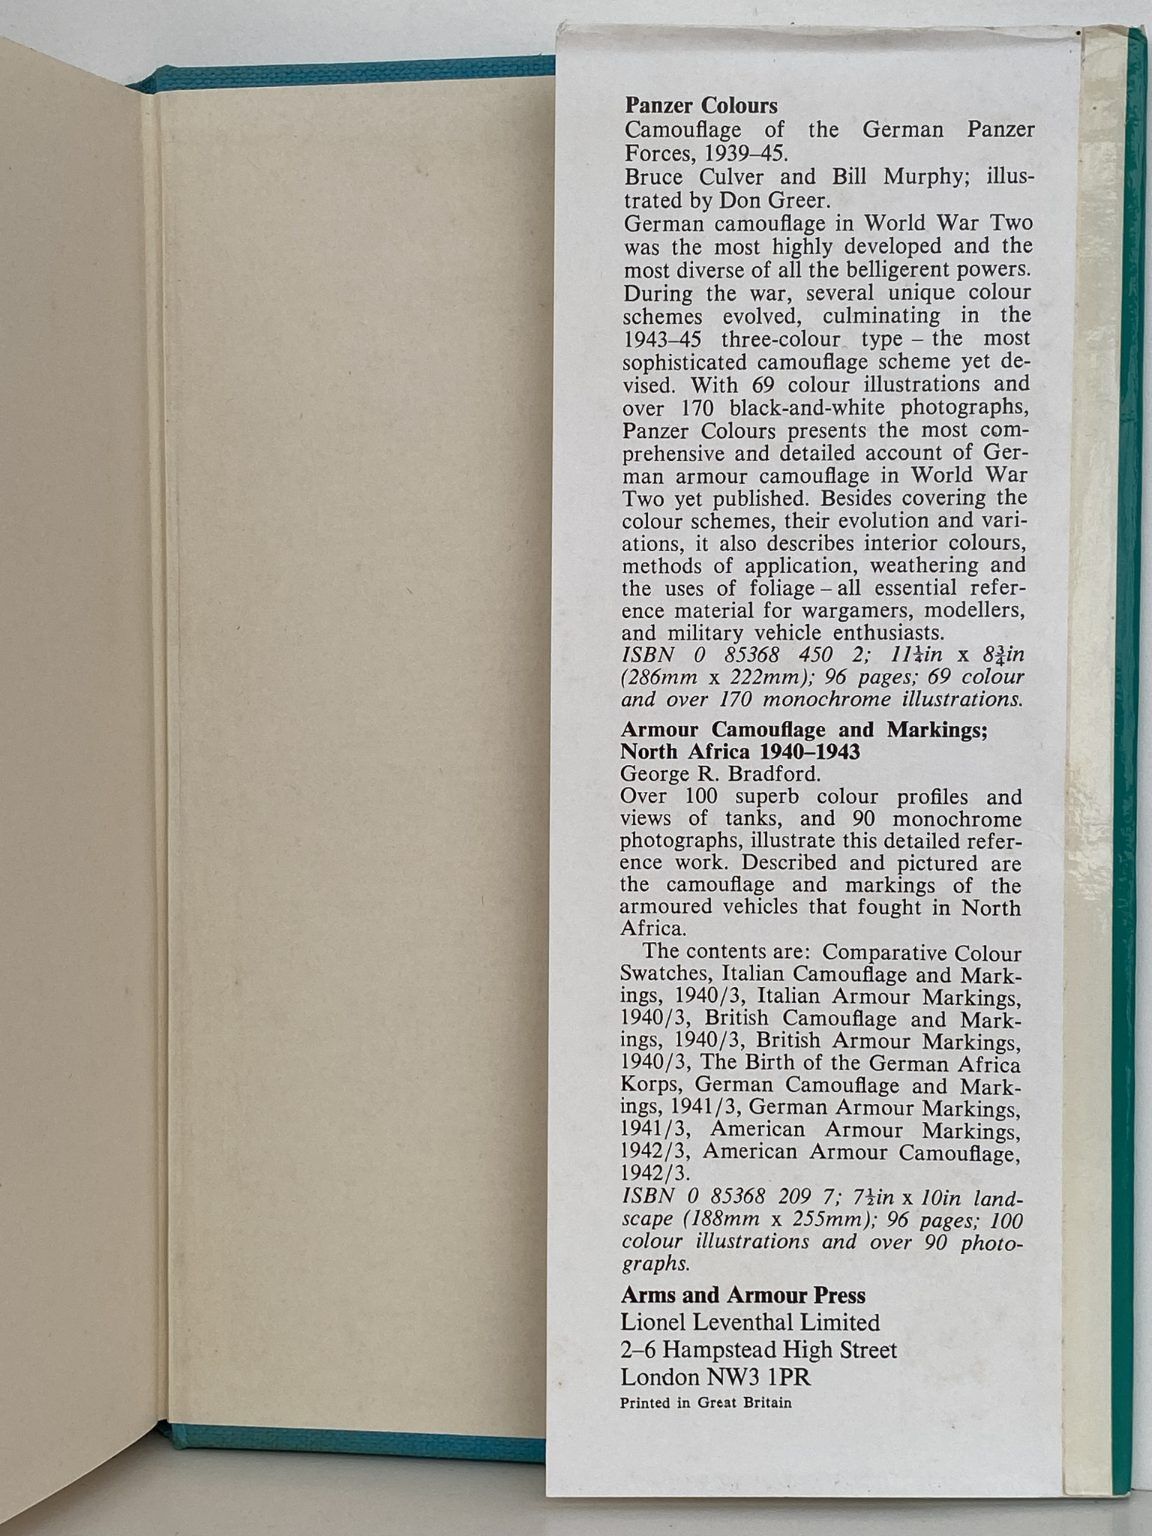 Panzer Colours
Camouflage of the German Panzer
Forces, 1939–45.
Bruce Culver and Bill Murphy; illus-
trated by Don Greer.
German camouflage in World War Two
was the most highly developed and the
most diverse of all the belligerent powers.
During the war, several unique colour
schemes evolved, culminating in the
1943–45 three-colour type – the most
sophisticated camouflage scheme yet de-
vised. With 69 colour illustrations and
over 170 black-and-white photographs,
Panzer Colours presents the most com-
prehensive and detailed account of Ger-
man armour camouflage in World War
Two yet published. Besides covering the
colour schemes, their evolution and vari-
ations, it also describes interior colours,
methods of application, weathering and
the uses of foliage – all essential refer-
ence material for wargamers, modellers,
and military vehicle enthusiasts.
ISBN 0 85368 450 2; 11¼in x 8¾in
(286mm x 222mm); 96 pages; 69 colour
and over 170 monochrome illustrations.
Armour Camouflage and Markings;
North Africa 1940–1943
George R. Bradford.
Over 100 superb colour profiles and
views of tanks, and 90 monochrome
photographs, illustrate this detailed refer-
ence work. Described and pictured are
the camouflage and markings of the
armoured vehicles that fought in North
Africa.
The contents are: Comparative Colour
Swatches, Italian Camouflage and Mark-
ings, 1940/3, Italian Armour Markings,
1940/3, British Camouflage and Mark-
ings, 1940/3, British Armour Markings,
1940/3, The Birth of the German Africa
Korps, German Camouflage and Mark-
ings, 1941/3, German Armour Markings,
1941/3, American Armour Markings,
1942/3, American Armour Camouflage,
1942/3.
ISBN 0 85368 209 7; 7½in x 10in land-
scape (188mm x 255mm); 96 pages; 100
colour illustrations and over 90 photo-
graphs.
Arms and Armour Press
Lionel Leventhal Limited
2–6 Hampstead High Street
London NW3 1PR
Printed in Great Britain